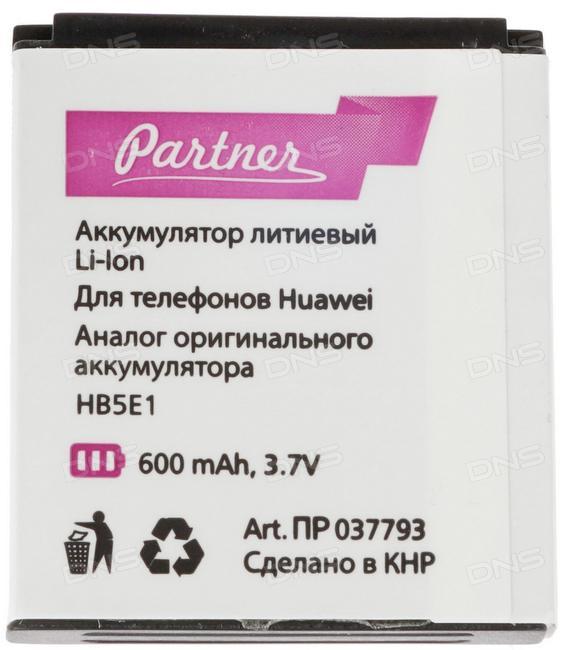 Partner
Аккумулятор литиевый
Li-Ion
Для телефонов Huawei
Аналог оригинального
аккумулятора
HB5E1
600 mAh, 3.7V
Art. ПР 037793
Сделано в КНР
DNS